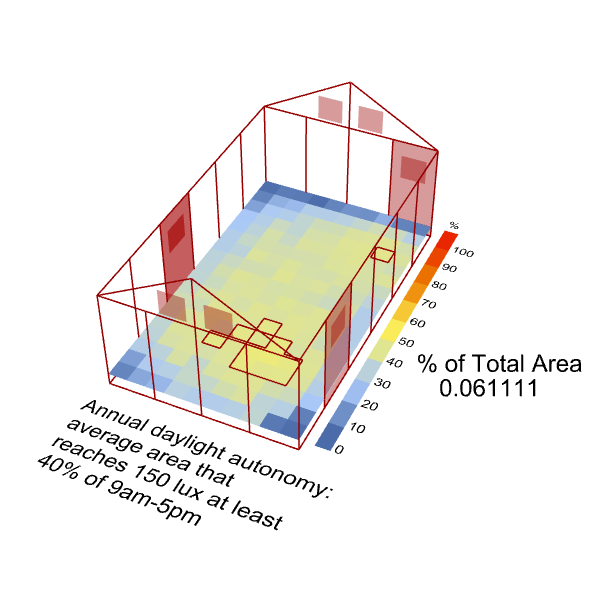 %
100
90
80
70
60
50
40
30
20
10
0
% of Total Area
0.061111
Annual daylight autonomy:
average area that
reaches 150 lux at least
40% of 9am-5pm